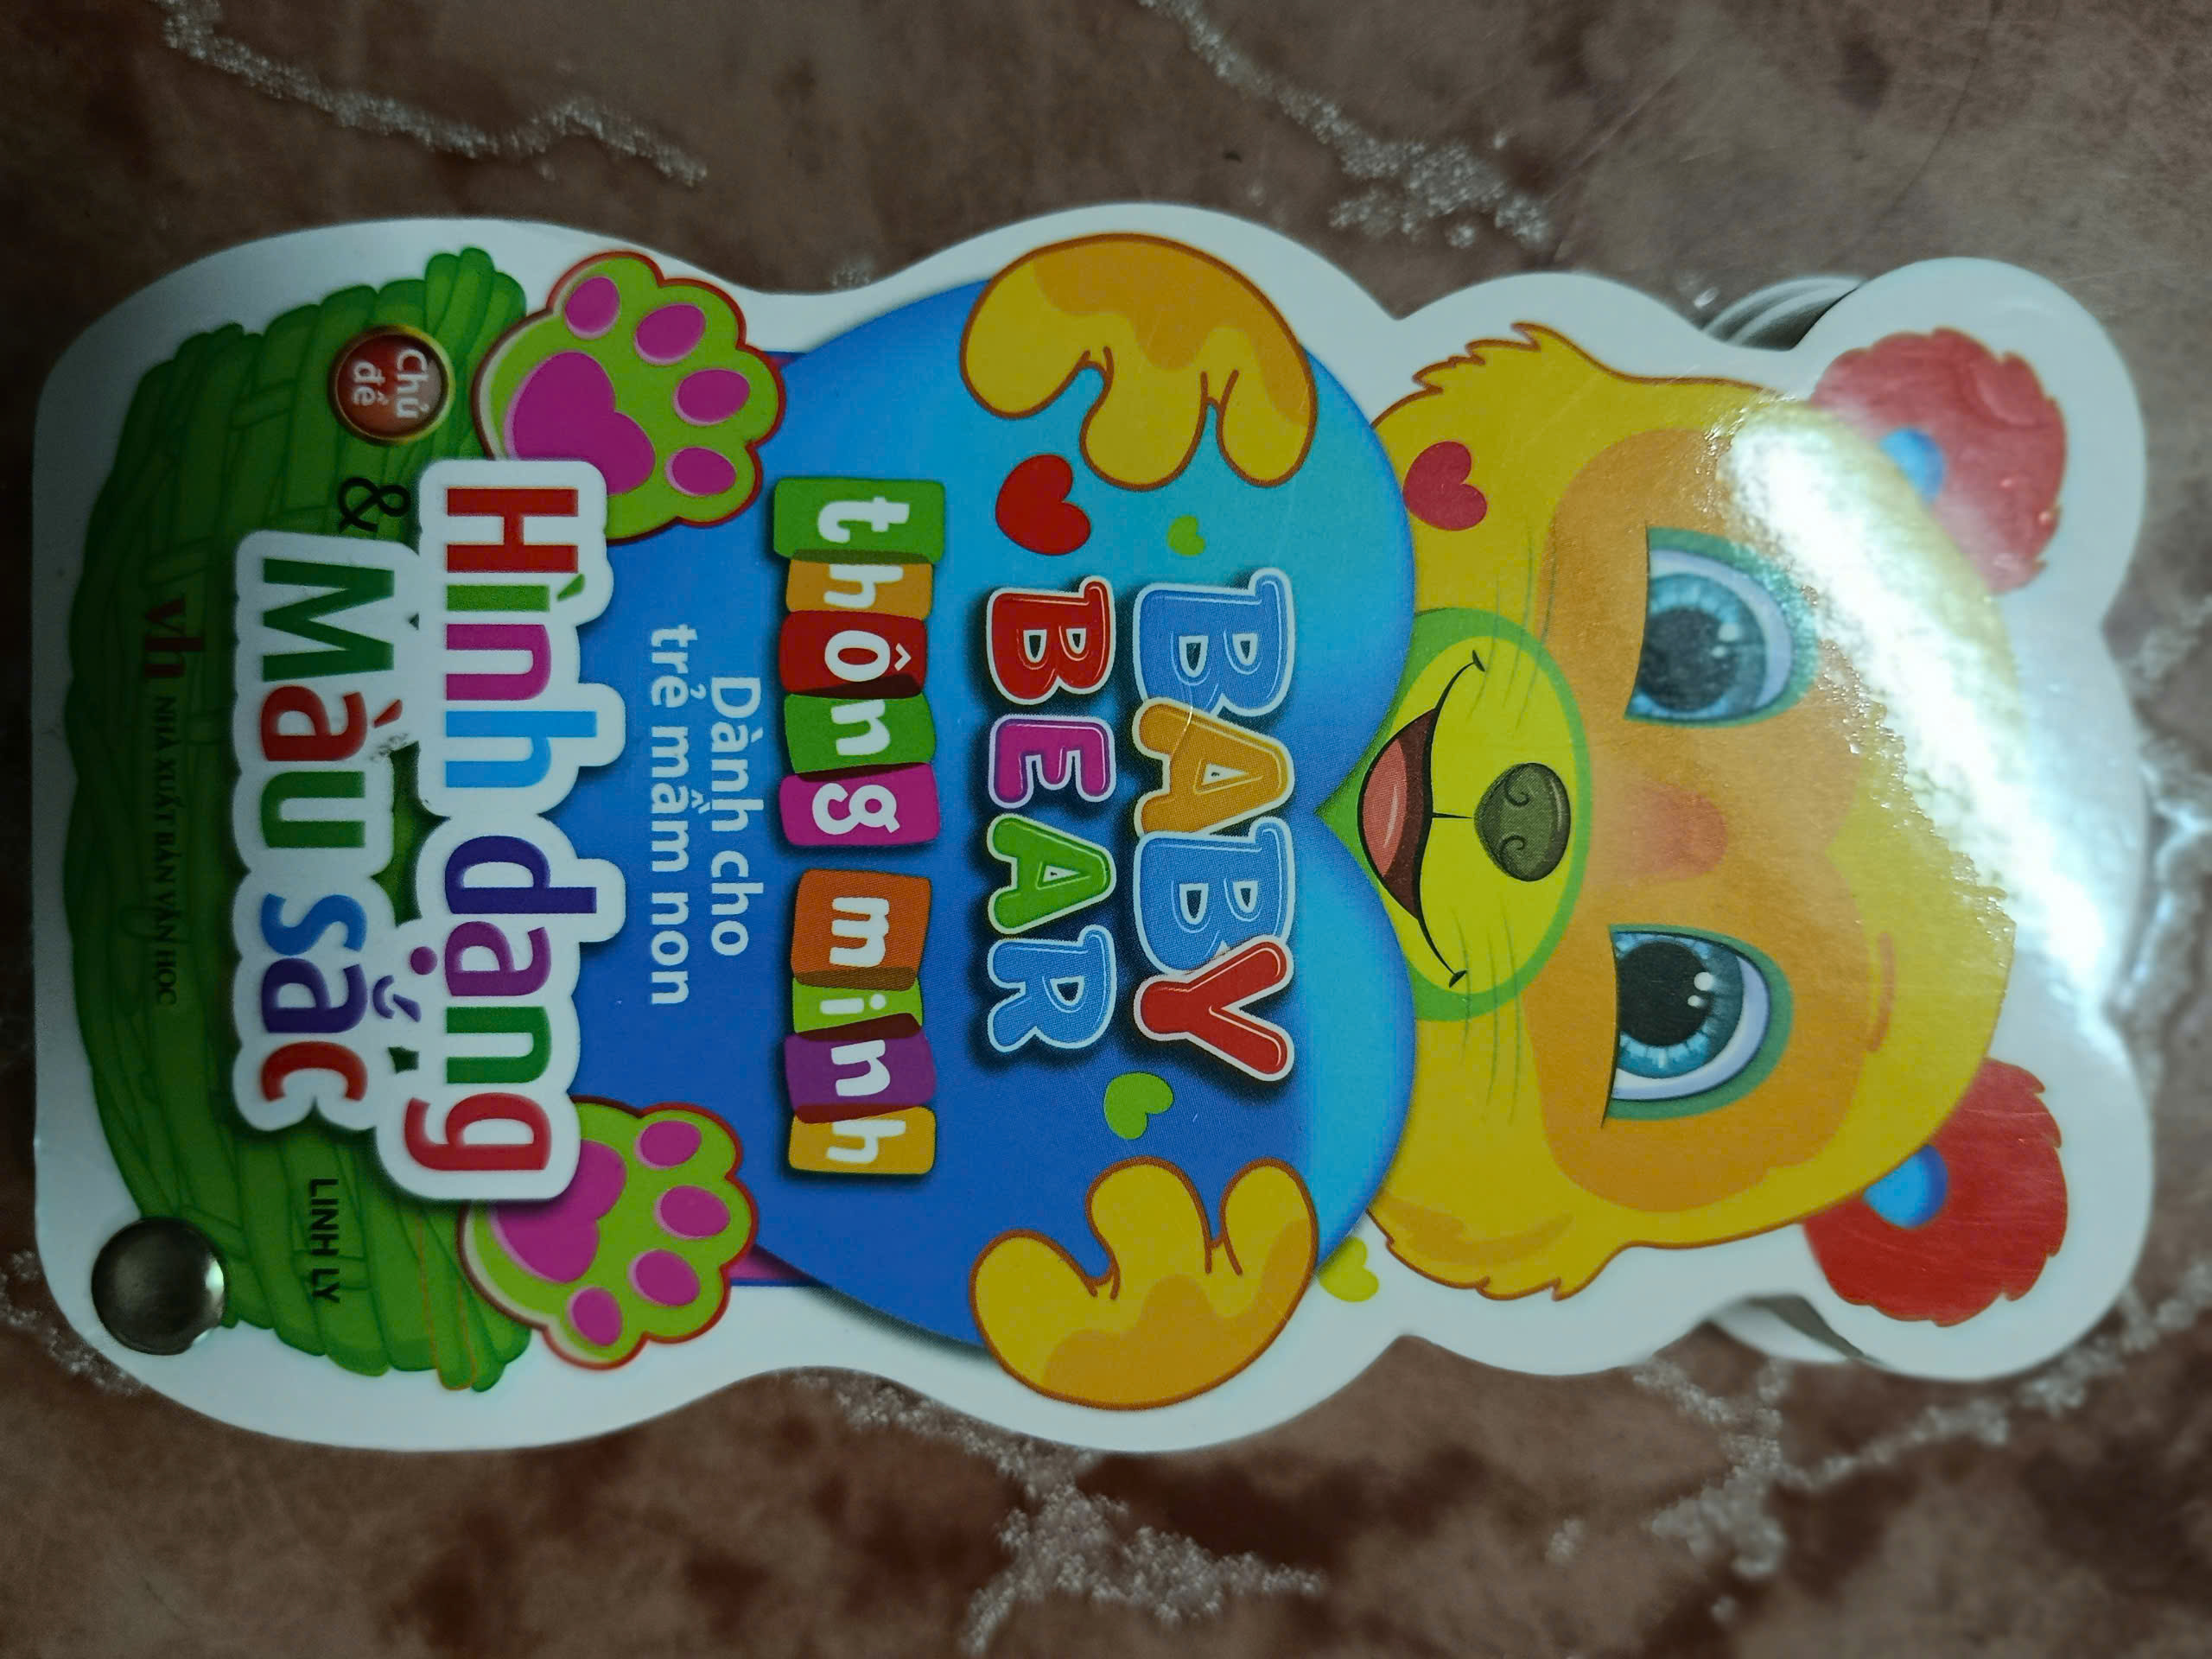 BABY
BEAR
thông minh
Dành cho
trẻ mầm non
Chủ
đề
Hình dạng
& Màu sắc
LINH LY
vh NHÀ XUẤT BẢN VĂN HỌC